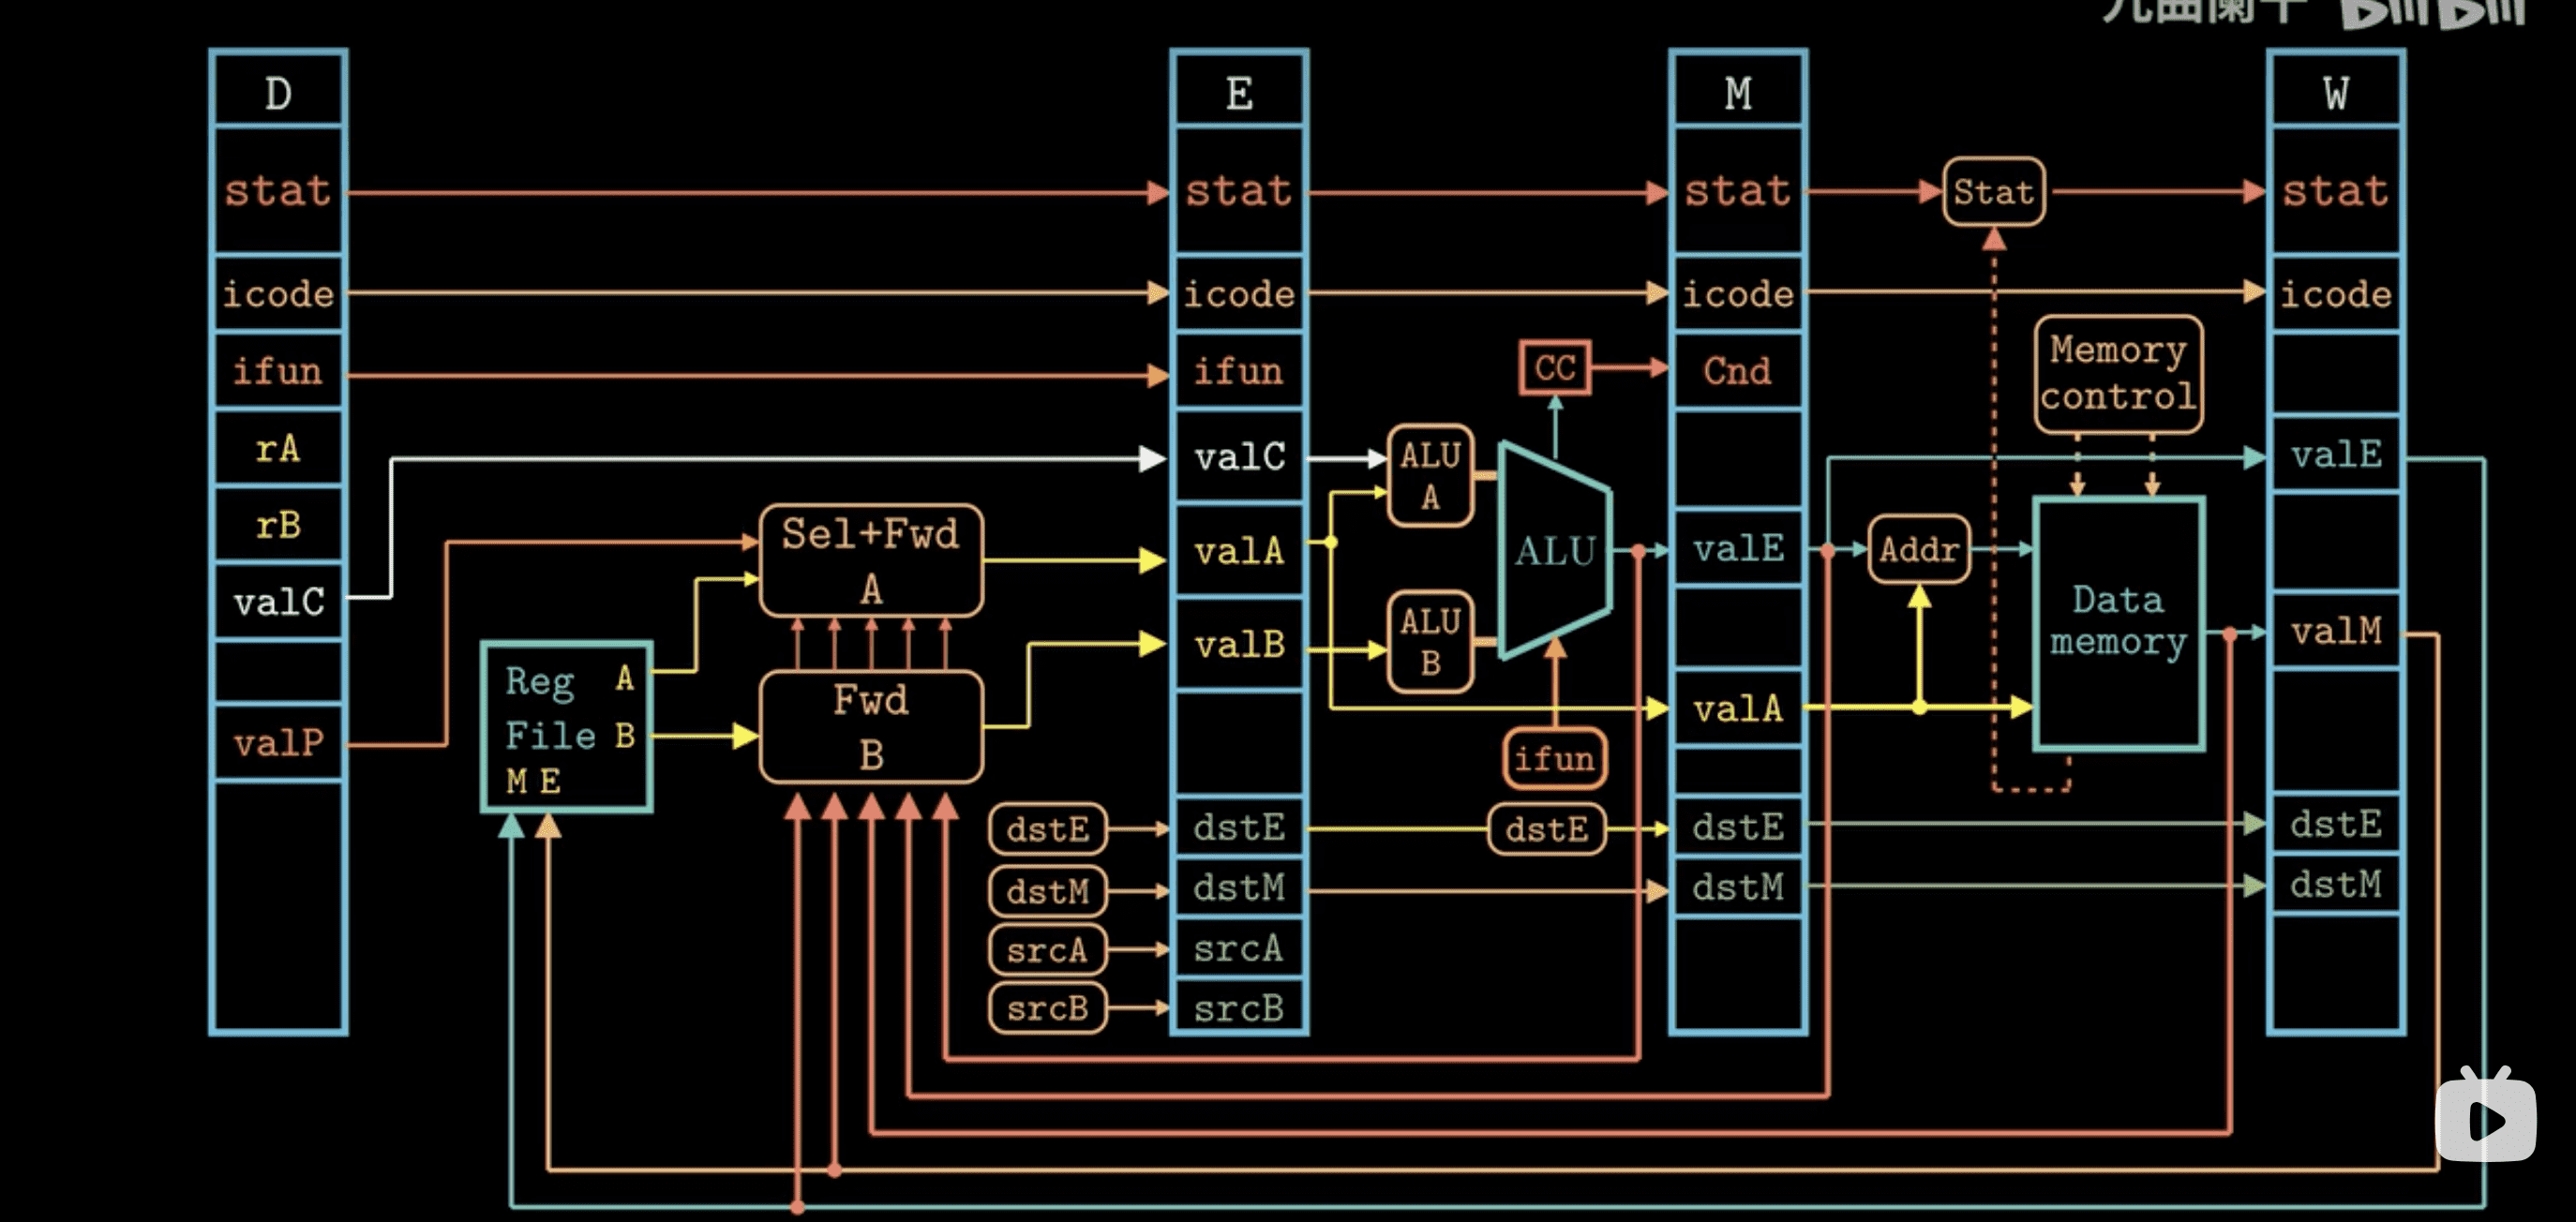 九曲阑干 bilibili
D
stat
icode
ifun
rA
rB
valC
valP
Reg A
File B
M E
Sel+Fwd
A
Fwd
B
dstE
dstM
srcA
srcB
E
stat
icode
ifun
valC
valA
valB
dstE
dstM
srcA
srcB
CC
ALU
A
ALU
B
ALU
ifun
dstE
M
stat
icode
Cnd
valE
valA
dstE
dstM
Stat
Memory
control
Addr
Data
memory
W
stat
icode
valE
valM
dstE
dstM